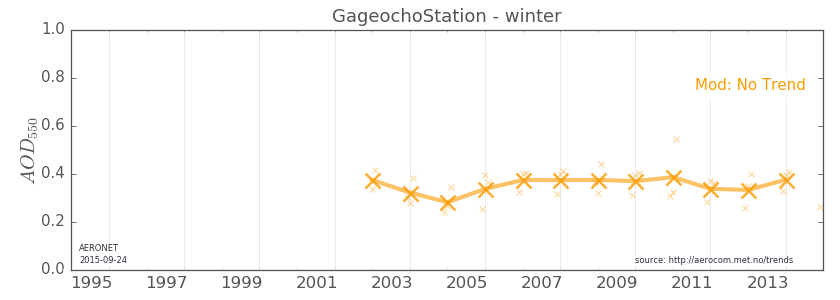 GageochoStation - winter
1.0
0.8
0.6
0.4
0.2
0.0
AOD550
Mod: No Trend
AERONET
2015-09-24
source: http://aerocom.met.no/trends
1995 1997 1999 2001 2003 2005 2007 2009 2011 2013